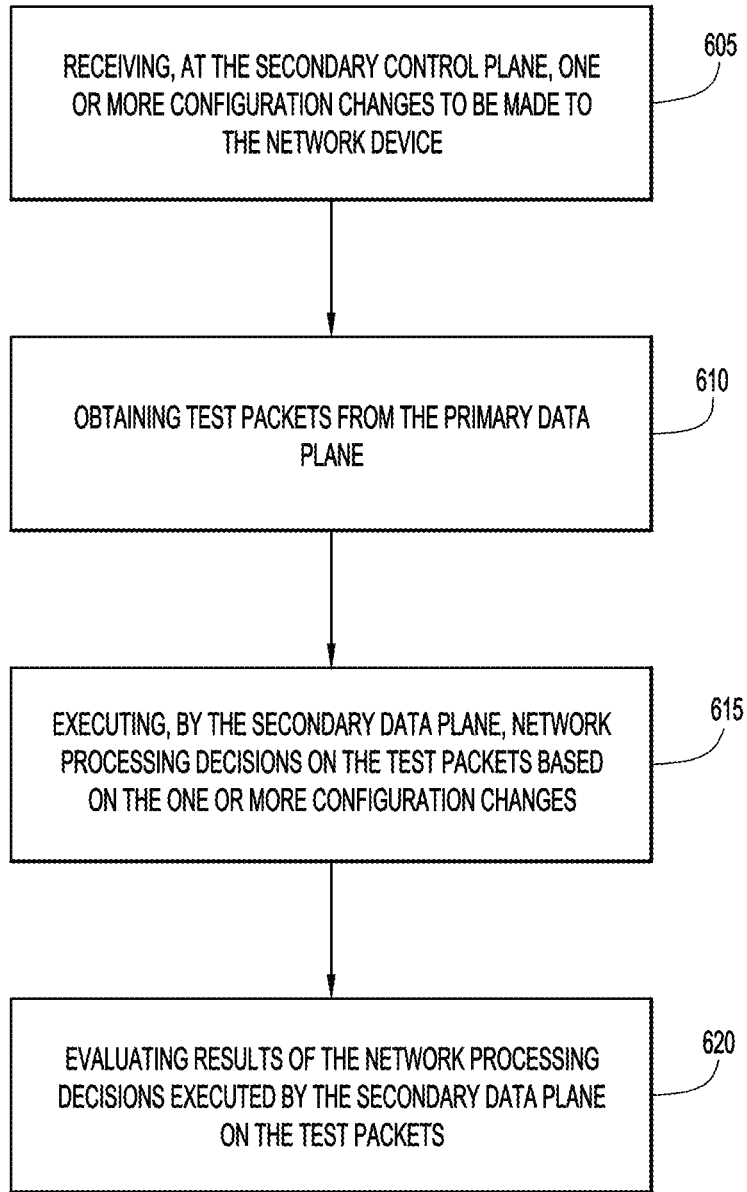 RECEIVING, AT THE SECONDARY CONTROL PLANE, ONE
OR MORE CONFIGURATION CHANGES TO BE MADE TO
THE NETWORK DEVICE
605
OBTAINING TEST PACKETS FROM THE PRIMARY DATA
PLANE
610
EXECUTING, BY THE SECONDARY DATA PLANE, NETWORK
PROCESSING DECISIONS ON THE TEST PACKETS BASED
ON THE ONE OR MORE CONFIGURATION CHANGES
615
EVALUATING RESULTS OF THE NETWORK PROCESSING
DECISIONS EXECUTED BY THE SECONDARY DATA PLANE
ON THE TEST PACKETS
620